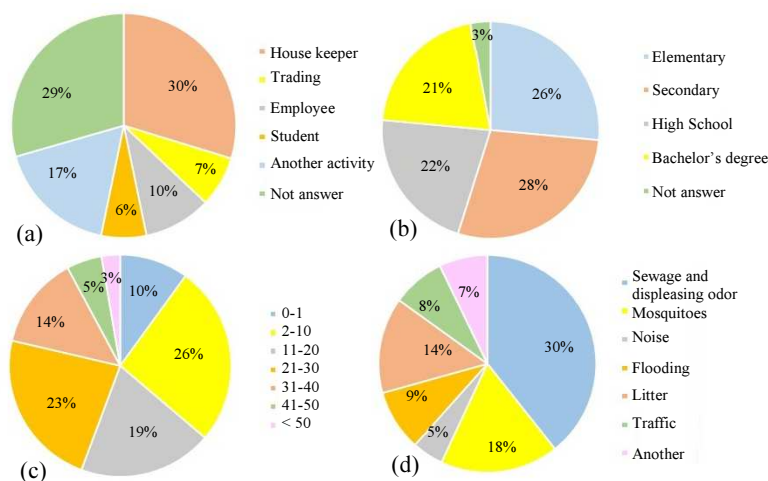 29%
30%
7%
10%
6%
17%
House keeper
Trading
Employee
Student
Another activity
Not answer
(a)
3%
26%
28%
22%
21%
Elementary
Secondary
High School
Bachelor's degree
Not answer
(b)
3%
10%
26%
19%
23%
14%
5%
0-1
2-10
11-20
21-30
31-40
41-50
< 50
(c)
7%
30%
18%
5%
9%
14%
8%
Sewage and
displeasing odor
Mosquitoes
Noise
Flooding
Litter
Traffic
Another
(d)